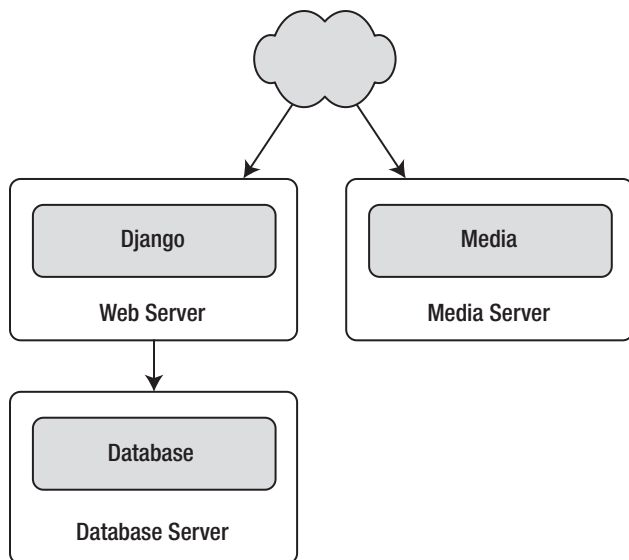 Django
Web Server
Media
Media Server
Database
Database Server